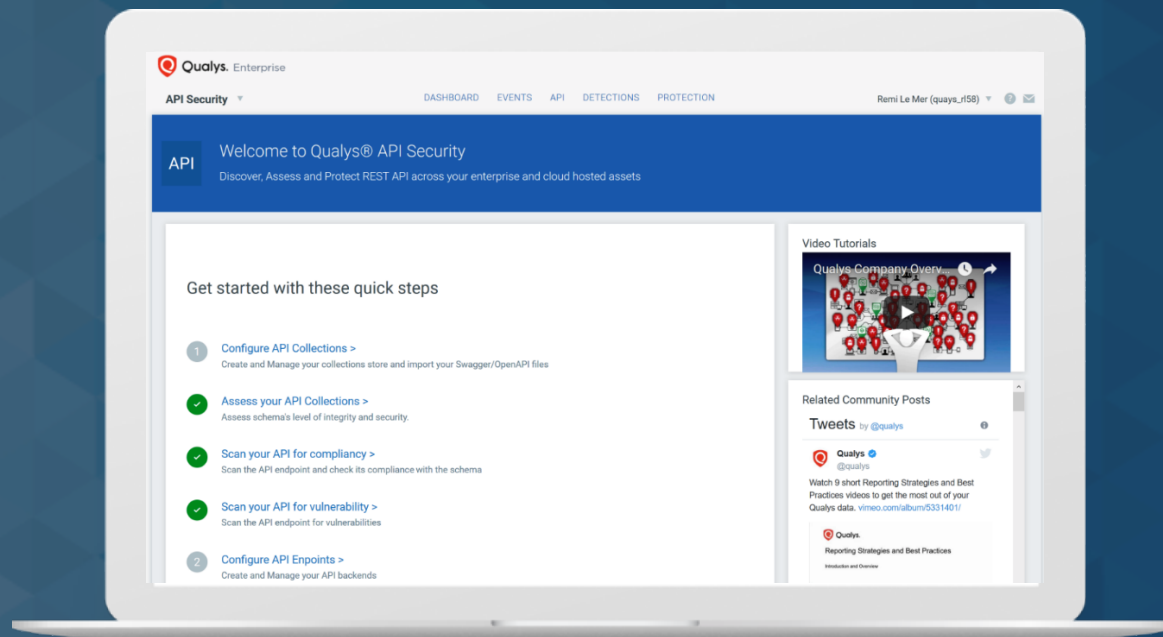 Qualys. Enterprise
API Security
DASHBOARD EVENTS API DETECTIONS PROTECTION
Remi Le Mer (quays_rl58)
API
Welcome to Qualys® API Security
Discover, Assess and Protect REST API across your enterprise and cloud hosted assets
Get started with these quick steps
1
Configure API Collections >
Create and Manage your collections store and import your Swagger/OpenAPI files
Assess your API Collections >
Assess schema's level of integrity and security.
Scan your API for compliancy >
Scan the API endpoint and check its compliance with the schema
Scan your API for vulnerability >
Scan the API endpoint for vulnerabilities
2
Configure API Enpoints >
Create and Manage your API backends
Video Tutorials
Qualys Company Overv...
Related Community Posts
Tweets by @qualys
Qualys
@qualys
Watch 9 short Reporting Strategies and Best
Practices videos to get the most out of your
Qualys data. vimeo.com/album/5331401/
Qualys.
Reporting Strategies and Best Practices
Introduction and Overview